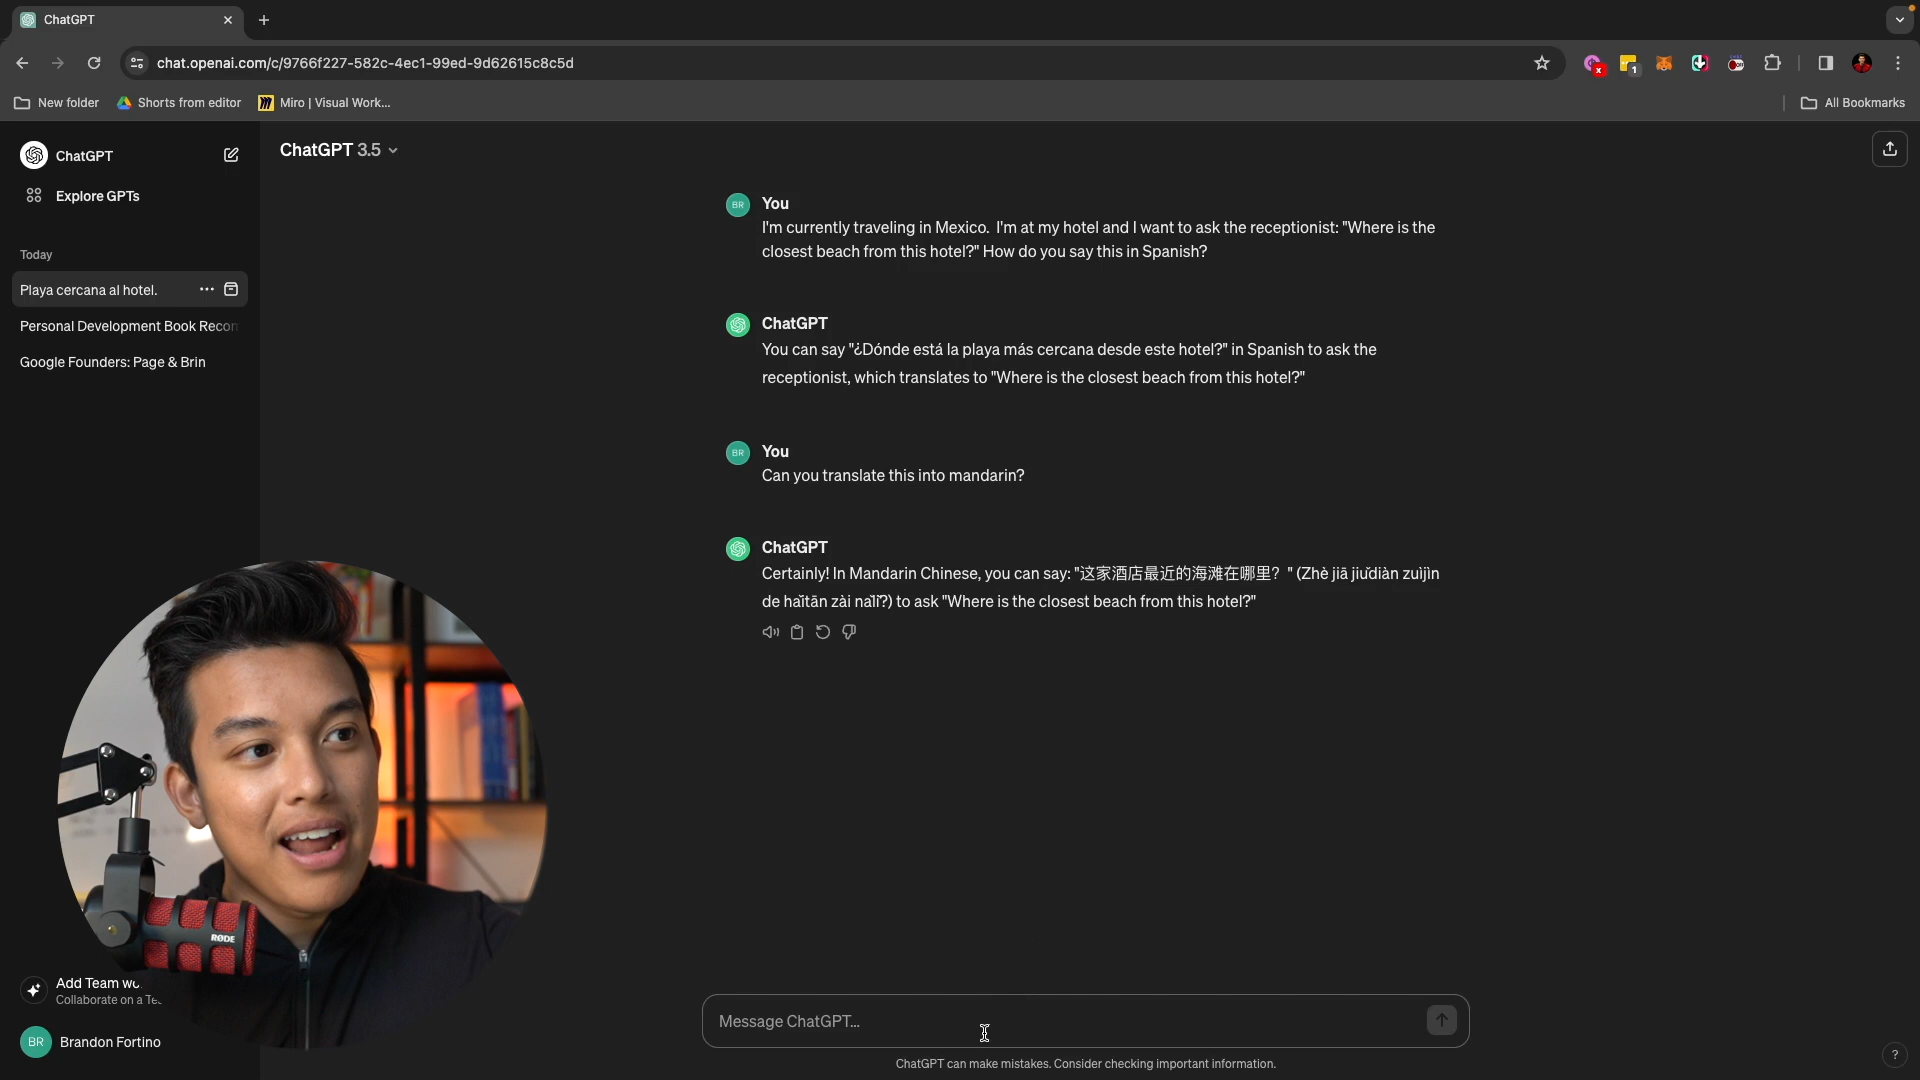 ChatGPT
chat.openai.com/c/9766f227-582c-4ec1-99ed-9d62615c8c5d
1
New folder
Shorts from editor
Miro | Visual Work...
All Bookmarks
ChatGPT
Explore GPTs
Today
Playa cercana al hotel.
Personal Development Book Recon
Google Founders: Page & Brin
ChatGPT 3.5
BR
You
I'm currently traveling in Mexico. I'm at my hotel and I want to ask the receptionist: "Where is the
closest beach from this hotel?" How do you say this in Spanish?
ChatGPT
You can say "¿Dónde está la playa más cercana desde este hotel?" in Spanish to ask the
receptionist, which translates to "Where is the closest beach from this hotel?"
BR
You
Can you translate this into mandarin?
ChatGPT
Certainly! In Mandarin Chinese, you can say: "这家酒店最近的海滩在哪里？" (Zhè jiā jiǔdiàn zuìjìn
de hǎitān zài nǎlǐ?) to ask "Where is the closest beach from this hotel?"
RØDE
Add Team wo
Collaborate on a Te
BR
Brandon Fortino
Message ChatGPT...
ChatGPT can make mistakes. Consider checking important information.
?